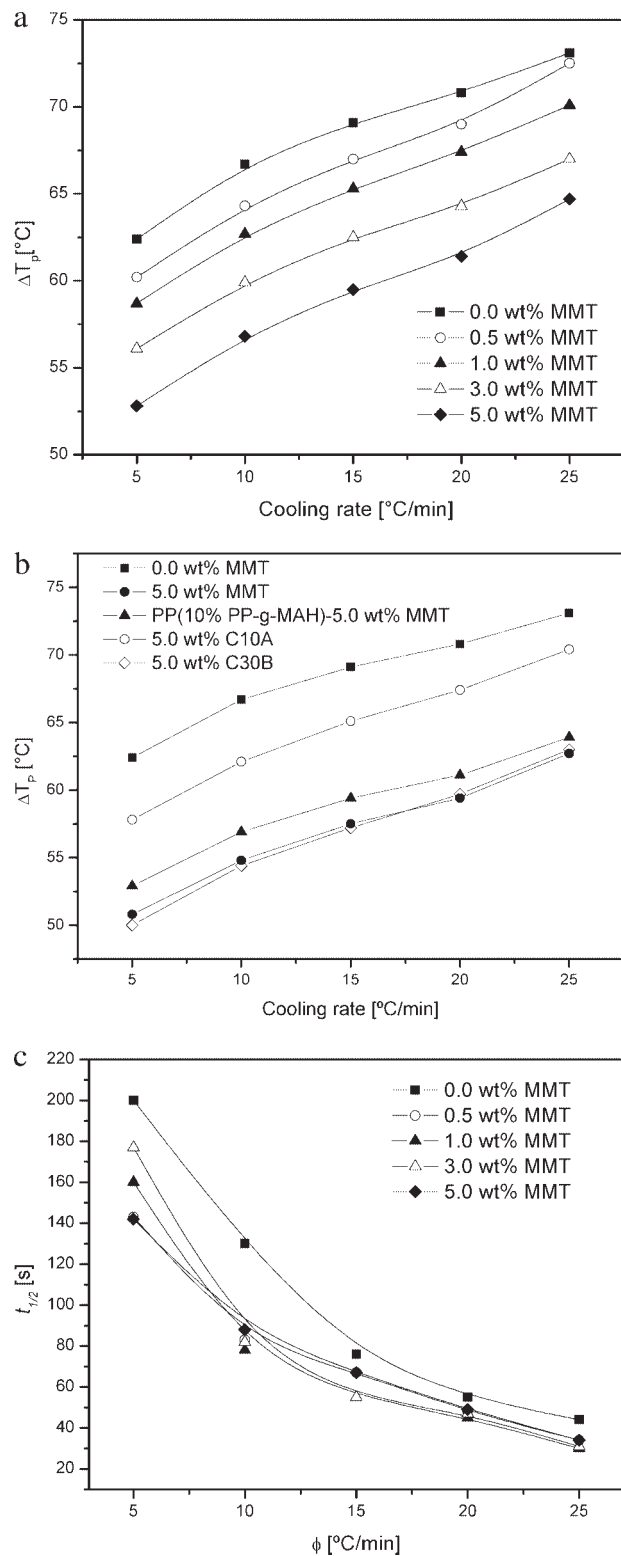 a
75
70
65
60
55
50
ΔTp[°C]
0.0 wt% MMT
0.5 wt% MMT
1.0 wt% MMT
3.0 wt% MMT
5.0 wt% MMT
5 10 15 20 25
Cooling rate [°C/min]
b
0.0 wt% MMT
5.0 wt% MMT
PP(10% PP-g-MAH)-5.0 wt% MMT
5.0 wt% C10A
5.0 wt% C30B
75
70
65
60
55
50
ΔTP[°C]
5 10 15 20 25
Cooling rate [ºC/min]
c
220
200
180
160
140
120
100
80
60
40
20
t1/2 [s]
0.0 wt% MMT
0.5 wt% MMT
1.0 wt% MMT
3.0 wt% MMT
5.0 wt% MMT
5 10 15 20 25
ϕ [ºC/min]